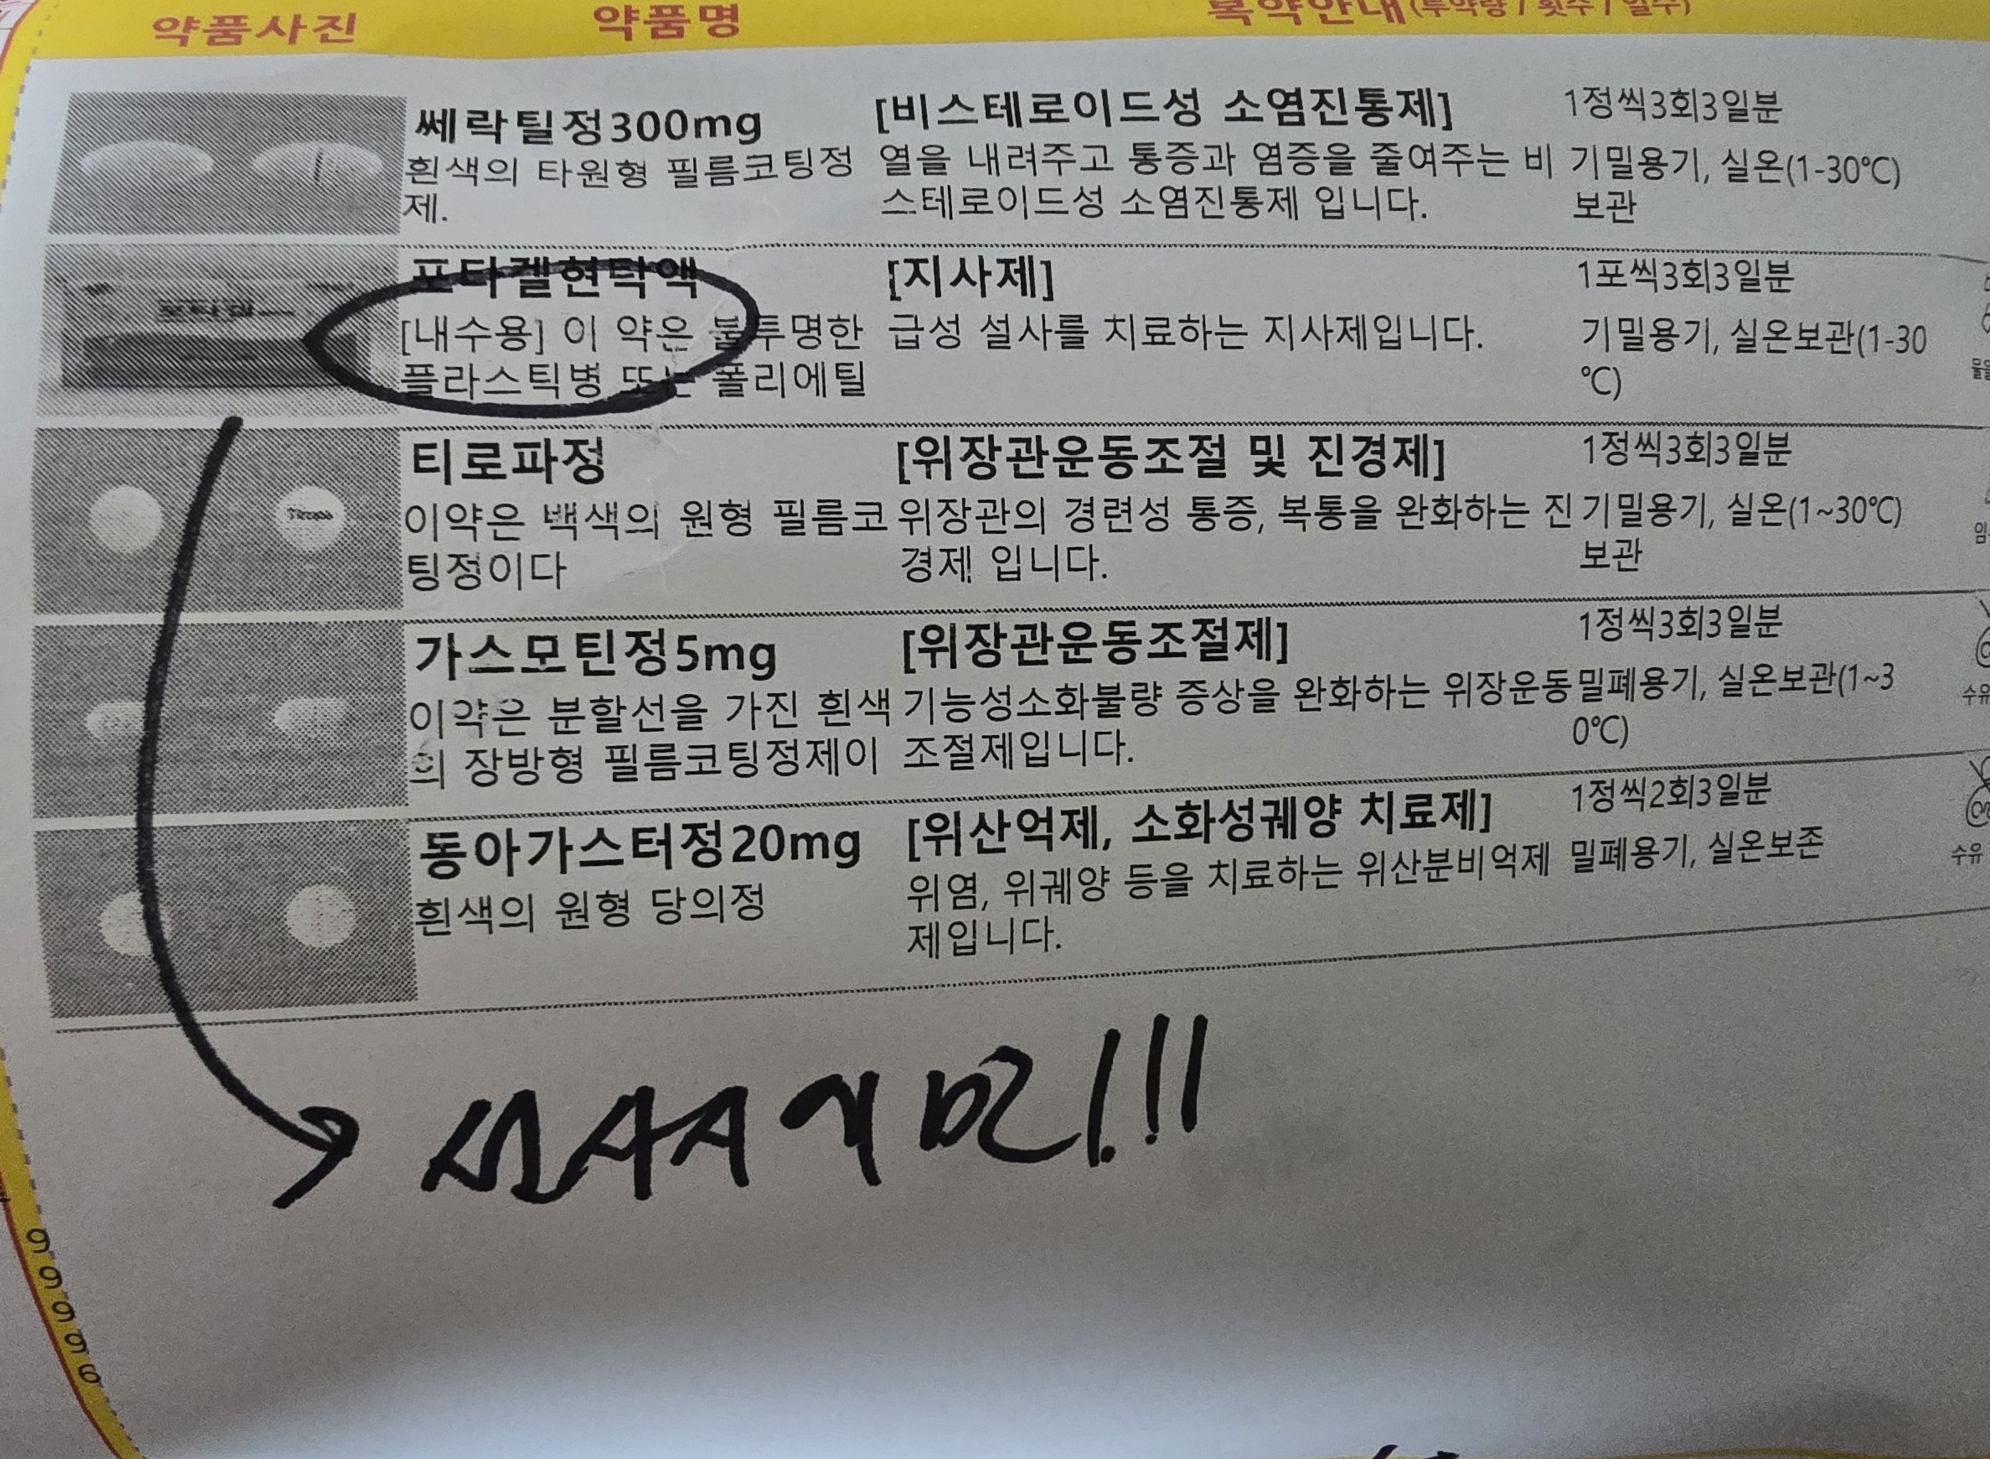 약품사진 약품명 복약안내(투약량 / 횟수 / 일수)
쎄락틸정300mg [비스테로이드성 소염진통제] 1정씩3회3일분
흰색의 타원형 필름코팅정 열을 내려주고 통증과 염증을 줄여주는 비 기밀용기, 실온(1-30℃)
제. 스테로이드성 소염진통제 입니다. 보관
포타겔현탁액 [지사제] 1포씩3회3일분
[내수용] 이 약은 불투명한 급성 설사를 치료하는 지사제입니다. 기밀용기, 실온보관(1-30
플라스틱병 또는 폴리에틸 ℃)
티로파정 [위장관운동조절 및 진경제] 1정씩3회3일분
이약은 백색의 원형 필름코 위장관의 경련성 통증, 복통을 완화하는 진 기밀용기, 실온(1~30℃)
팅정이다 경제 입니다. 보관
가스모틴정5mg [위장관운동조절제] 1정씩3회3일분
이약은 분할선을 가진 흰색 기능성소화불량 증상을 완화하는 위장운동 밀폐용기, 실온보관(1~3
의 장방형 필름코팅정제이 조절제입니다. 0℃)
수유
동아가스터정20mg [위산억제, 소화성궤양 치료제] 1정씩2회3일분
흰색의 원형 당의정 위염, 위궤양 등을 치료하는 위산분비억제 밀폐용기, 실온보존
제입니다. 수유
99996